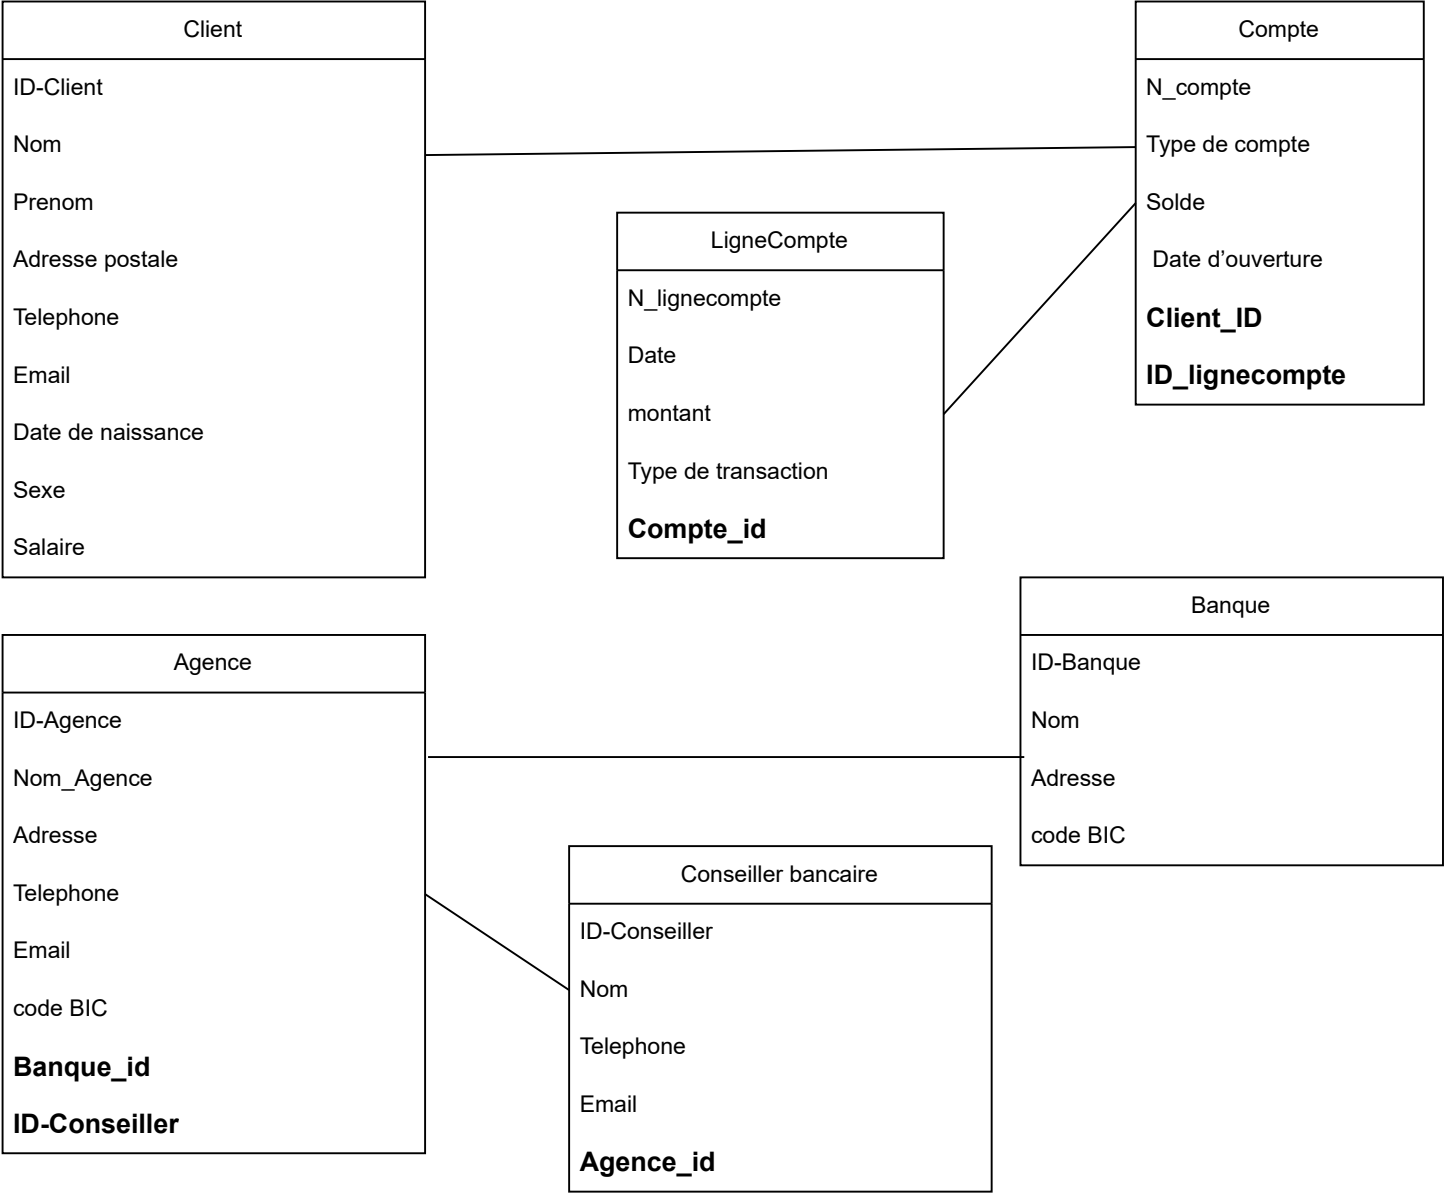 Client
ID-Client
Nom
Prenom
Adresse postale
Telephone
Email
Date de naissance
Sexe
Salaire
Compte
N_compte
Type de compte
Solde
Date d’ouverture
Client_ID
ID_lignecompte
LigneCompte
N_lignecompte
Date
montant
Type de transaction
Compte_id
Agence
ID-Agence
Nom_Agence
Adresse
Telephone
Email
code BIC
Banque_id
ID-Conseiller
Banque
ID-Banque
Nom
Adresse
code BIC
Conseiller bancaire
ID-Conseiller
Nom
Telephone
Email
Agence_id